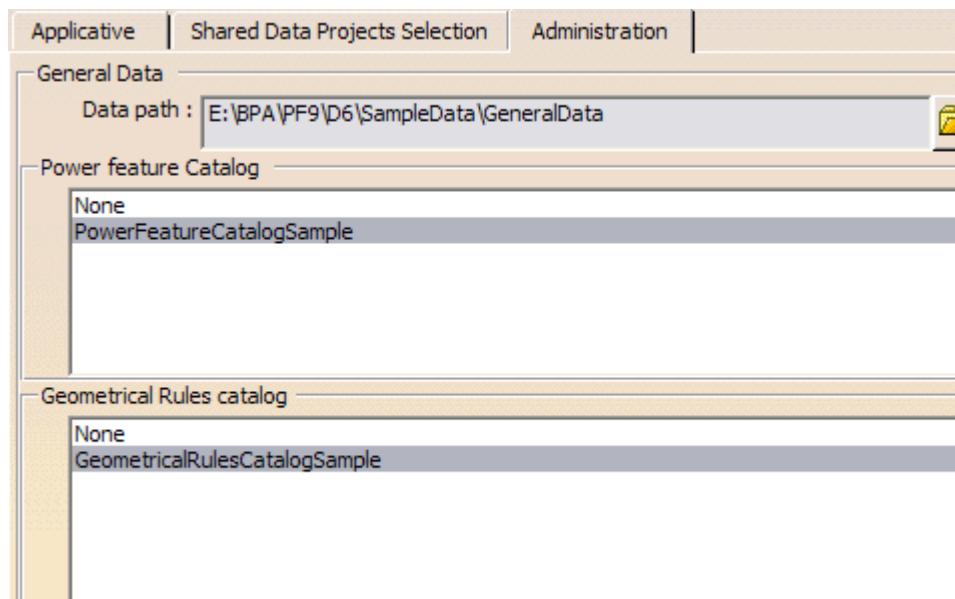 Applicative Shared Data Projects Selection Administration
General Data
Data path : E:\BPA\PF9\D6\SampleData\GeneralData
Power feature Catalog
None
PowerFeatureCatalogSample
Geometrical Rules catalog
None
GeometricalRulesCatalogSample